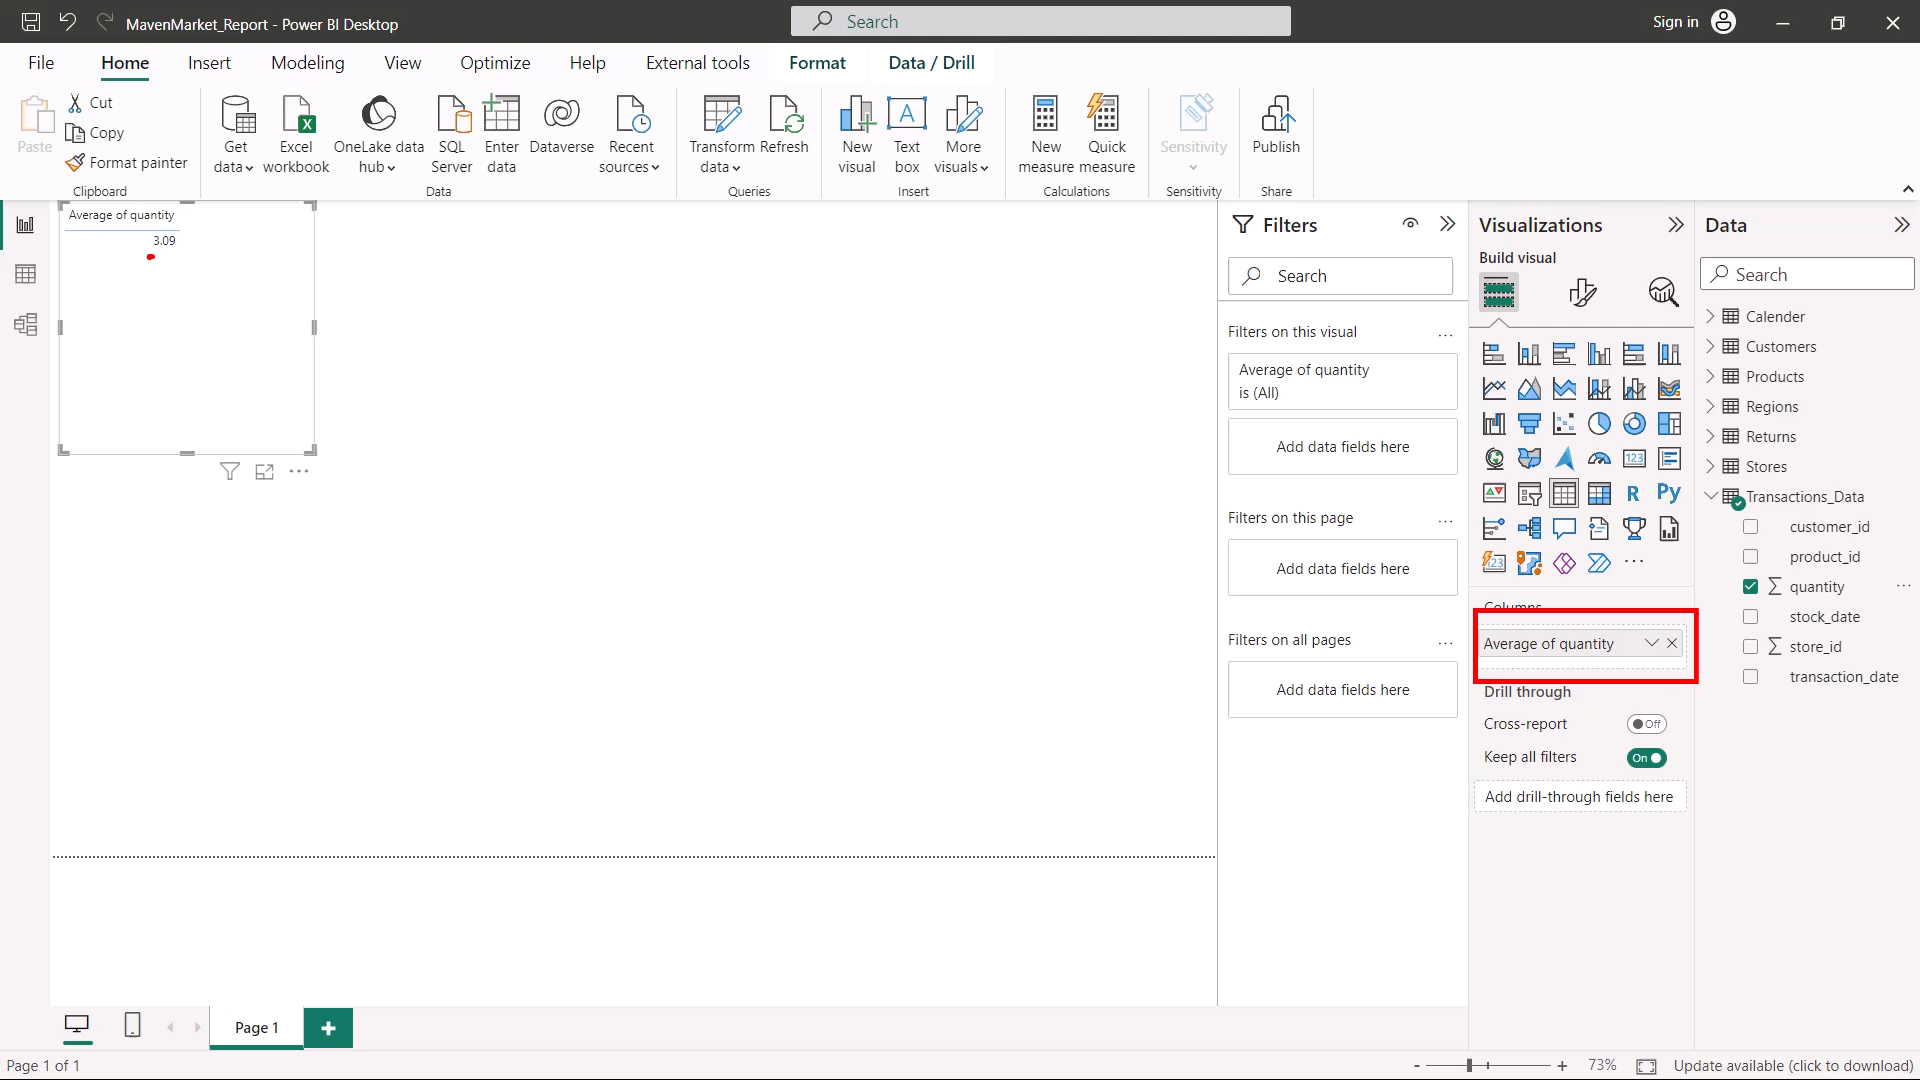 MavenMarket_Report - Power BI Desktop
Search
Sign in
File
Home
Insert
Modeling
View
Optimize
Help
External tools
Format
Data / Drill
Paste
Cut
Copy
Format painter
Clipboard
Get
data
Excel
workbook
OneLake data
hub
SQL
Server
Enter
data
Dataverse
Recent
sources
Data
Transform
data
Refresh
Queries
New
visual
A
Text
box
More
visuals
Insert
New
measure
Quick
measure
Calculations
Sensitivity
Sensitivity
Publish
Share
Average of quantity
3.09
Filters
Search
Filters on this visual
...
Average of quantity
is (All)
Add data fields here
Filters on this page
...
Add data fields here
Filters on all pages
...
Add data fields here
Visualizations
Build visual
123
R
Py
123
...
Columns
Average of quantity
Drill through
Cross-report
Off
Keep all filters
On
Add drill-through fields here
Data
Search
Calender
Customers
Products
Regions
Returns
Stores
Transactions_Data
customer_id
product_id
∑ quantity
...
stock_date
∑ store_id
transaction_date
Page 1
+
Page 1 of 1
-
+
73%
Update available (click to download)